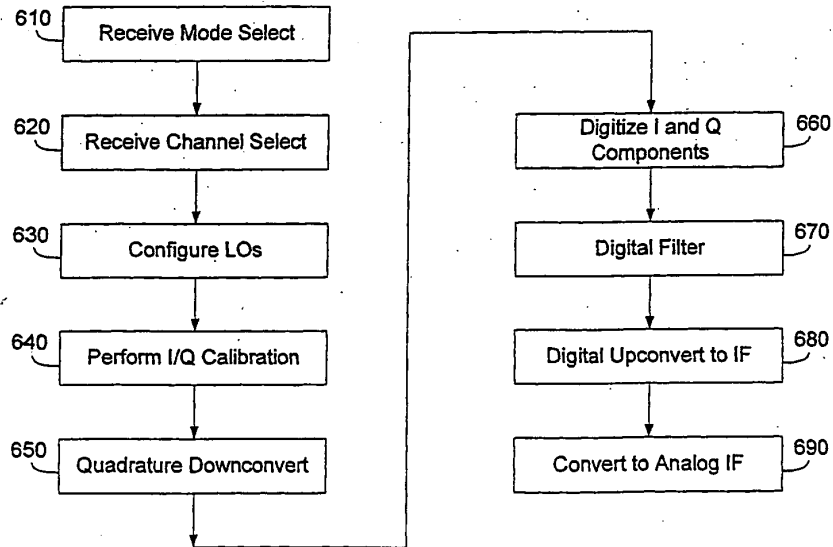 610
Receive Mode Select
620
Receive Channel Select
630
Configure LOs
640
Perform I/Q Calibration
650
Quadrature Downconvert
Digitize I and Q
Components
660
Digital Filter
670
Digital Upconvert to IF
680
Convert to Analog IF
690